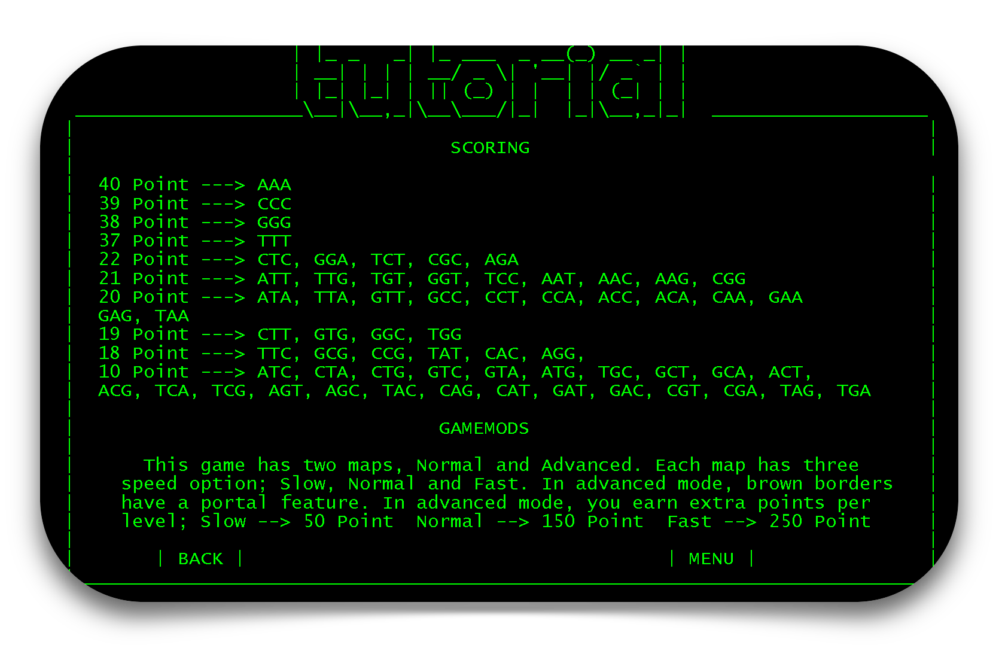 tutorial
SCORING
40 Point ---> AAA
39 Point ---> CCC
38 Point ---> GGG
37 Point ---> TTT
22 Point ---> CTC, GGA, TCT, CGC, AGA
21 Point ---> ATT, TTG, TGT, GGT, TCC, AAT, AAC, AAG, CGG
20 Point ---> ATA, TTA, GTT, GCC, CCT, CCA, ACC, ACA, CAA, GAA
GAG, TAA
19 Point ---> CTT, GTG, GGC, TGG
18 Point ---> TTC, GCG, CCG, TAT, CAC, AGG,
10 Point ---> ATC, CTA, CTG, GTC, GTA, ATG, TGC, GCT, GCA, ACT,
ACG, TCA, TCG, AGT, AGC, TAC, CAG, CAT, GAT, GAC, CGT, CGA, TAG, TGA
GAMEMODS
This game has two maps, Normal and Advanced. Each map has three
speed option; Slow, Normal and Fast. In advanced mode, brown borders
have a portal feature. In advanced mode, you earn extra points per
level; Slow --> 50 Point  Normal --> 150 Point  Fast --> 250 Point
| BACK | | MENU |